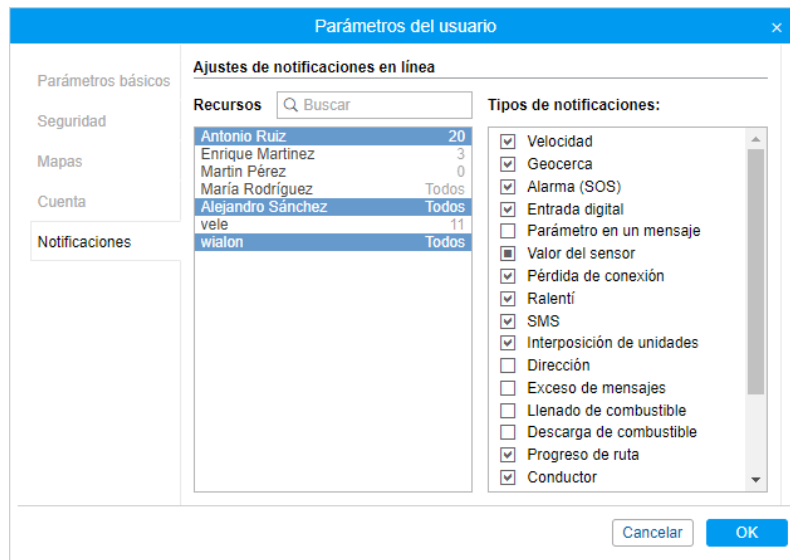 Parámetros del usuario
Parámetros básicos
Seguridad
Mapas
Cuenta
Notificaciones
Ajustes de notificaciones en línea
Recursos
Buscar
Antonio Ruiz 20
Enrique Martinez 3
Martin Pérez 0
María Rodríguez Todos
Alejandro Sánchez Todos
vele 11
wialon Todos
Tipos de notificaciones:
Velocidad
Geocerca
Alarma (SOS)
Entrada digital
Parámetro en un mensaje
Valor del sensor
Pérdida de conexión
Ralentí
SMS
Interposición de unidades
Dirección
Exceso de mensajes
Llenado de combustible
Descarga de combustible
Progreso de ruta
Conductor
Cancelar
OK